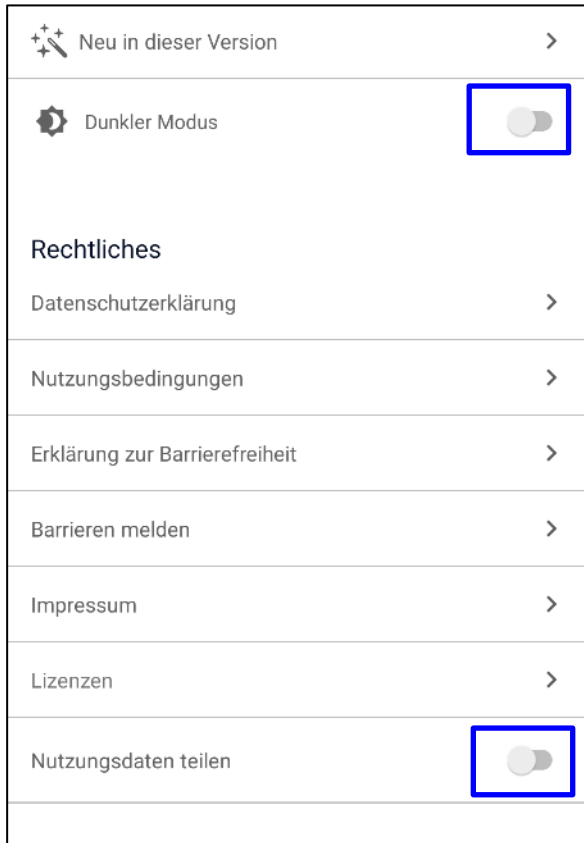 Neu in dieser Version
Dunkler Modus
Rechtliches
Datenschutzerklärung
Nutzungsbedingungen
Erklärung zur Barrierefreiheit
Barrieren melden
Impressum
Lizenzen
Nutzungsdaten teilen